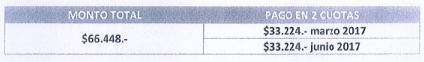 MONTO TOTAL PAGO EN 2 CUOTAS
$66.448.- $33.224.- marzo 2017
$33.224.- junio 2017